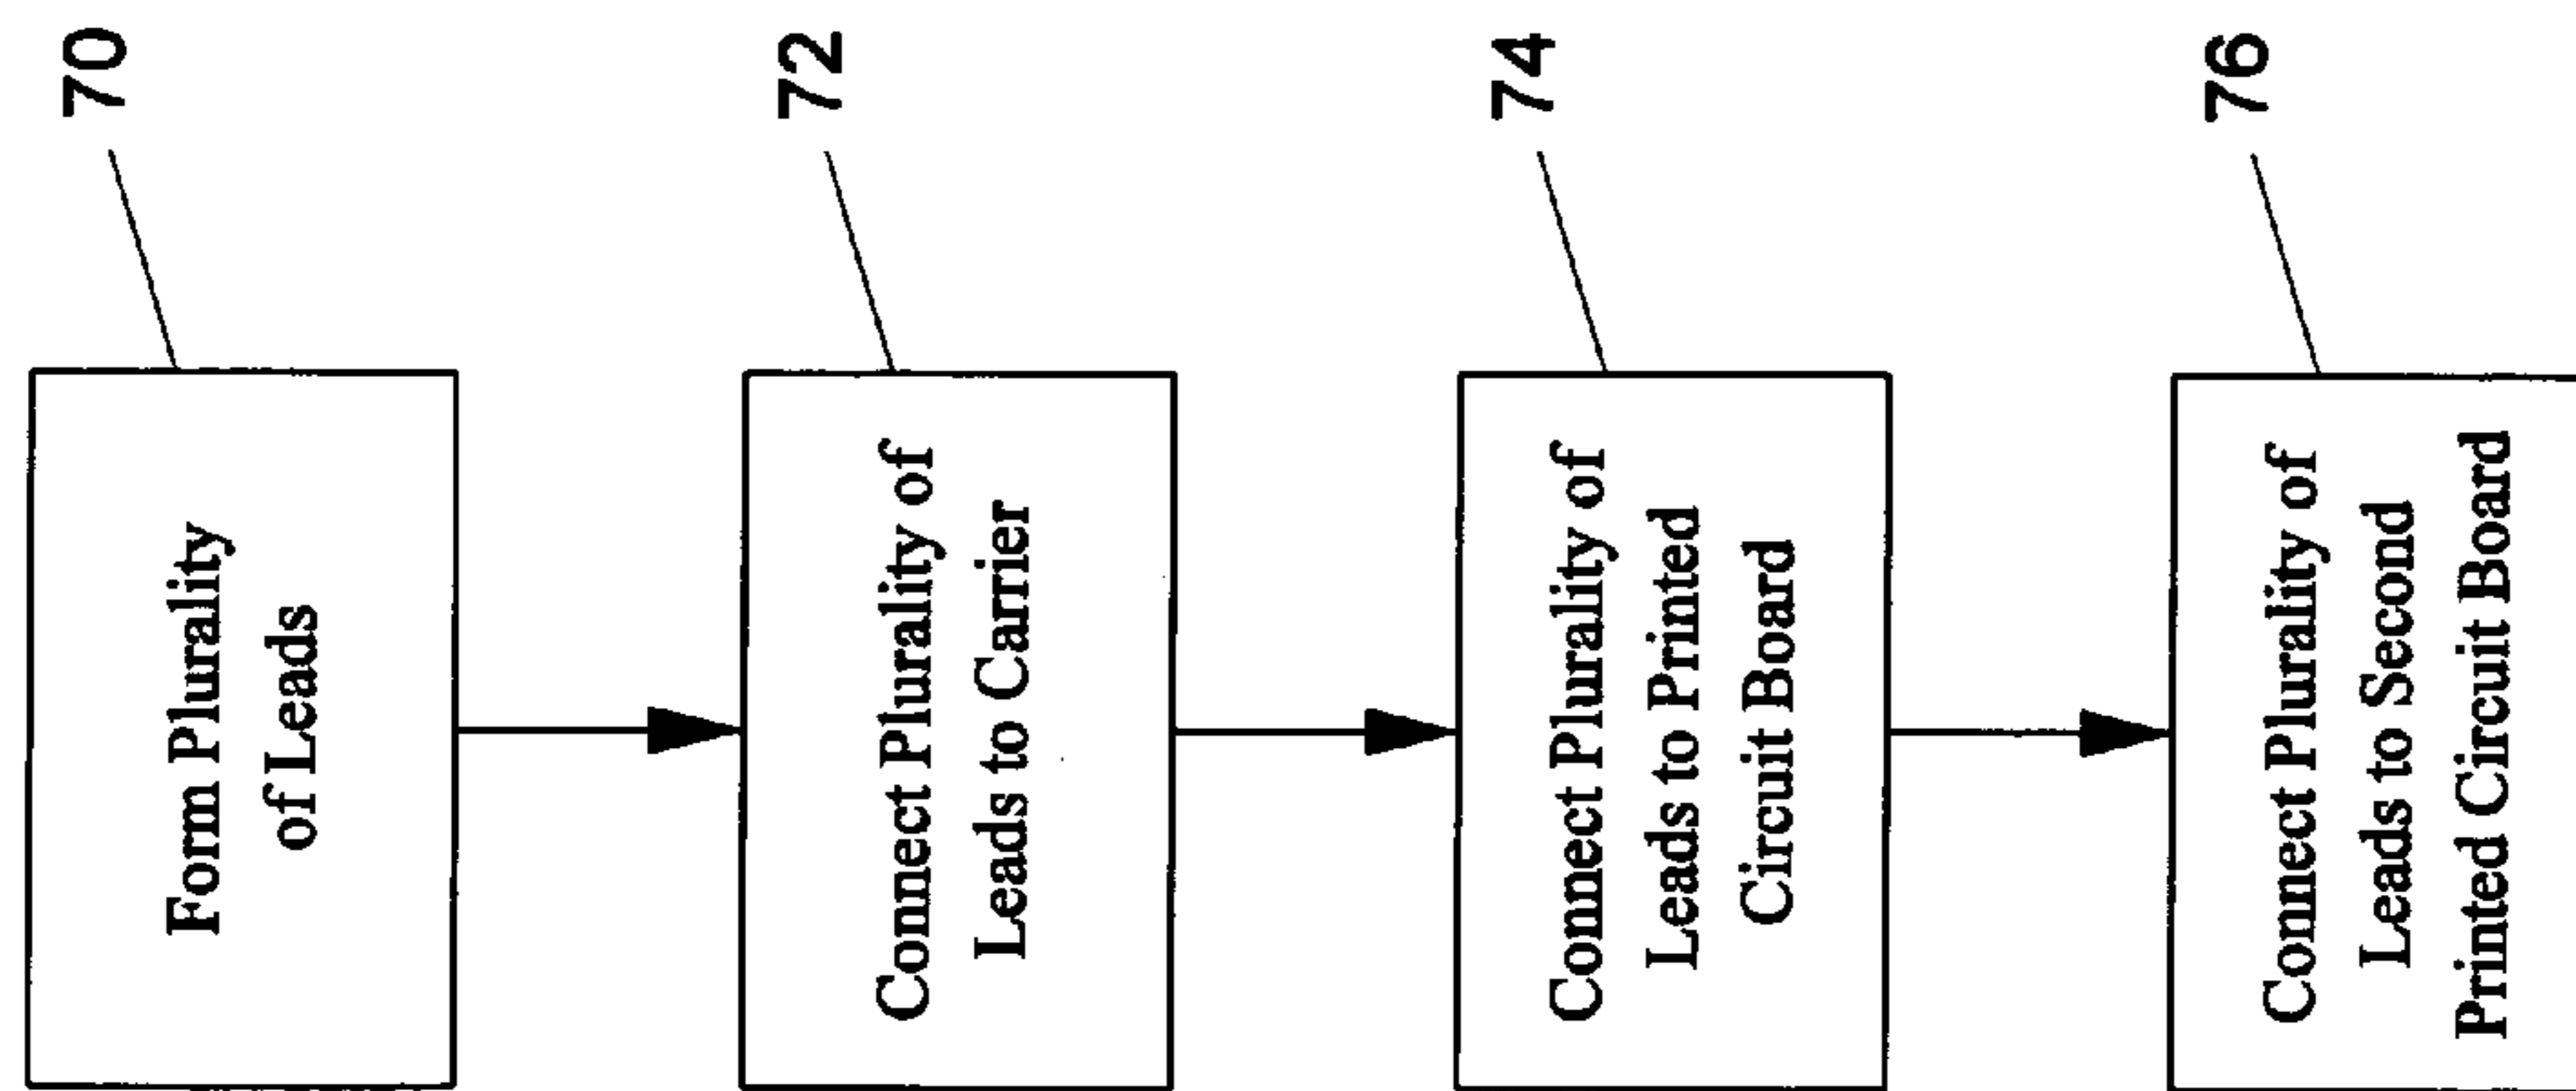 Form Plurality
of Leads
70
Connect Plurality of
Leads to Carrier
72
Connect Plurality of
Leads to Printed
Circuit Board
74
Connect Plurality of
Leads to Second
Printed Circuit Board
76